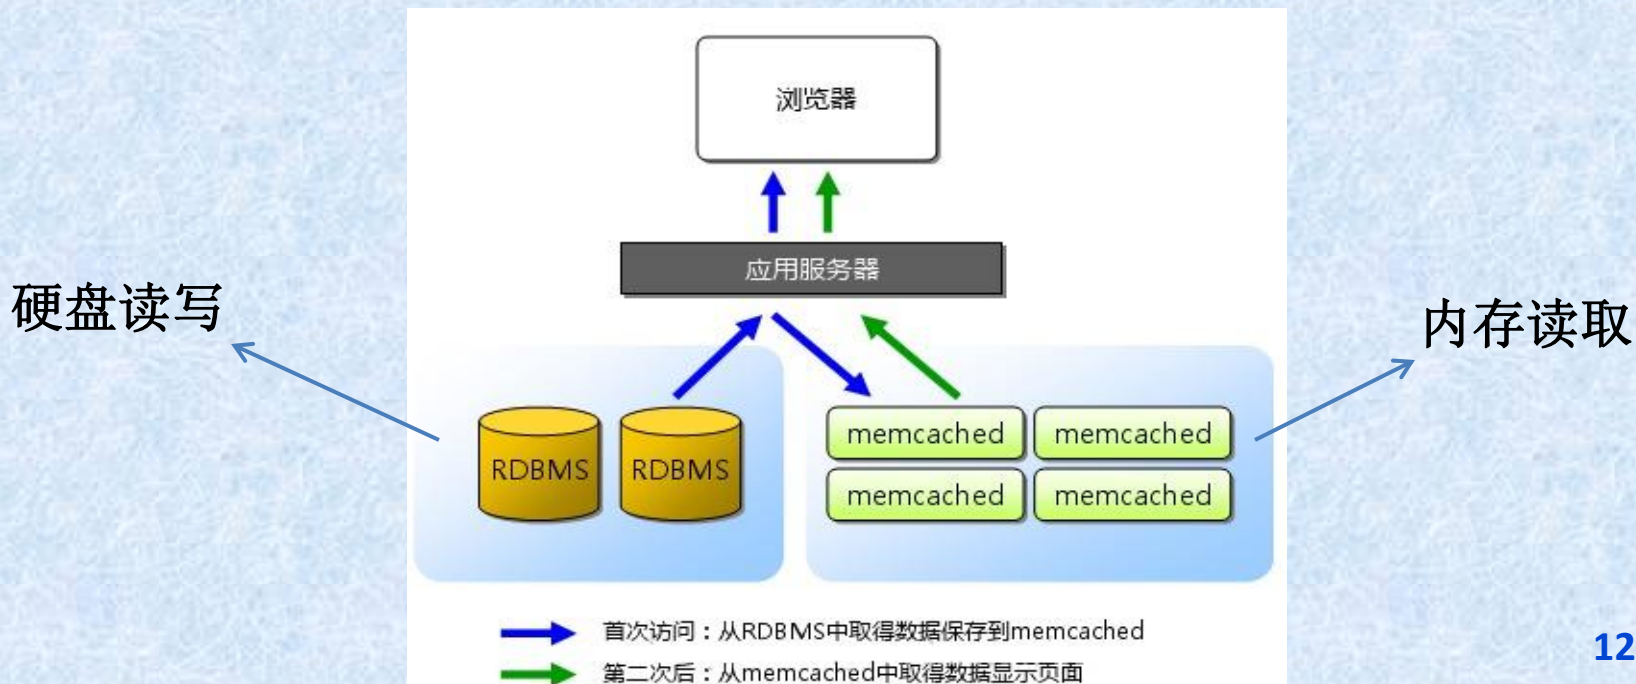 浏览器
应用服务器
硬盘读写
内存读取
RDBMS
RDBMS
memcached
memcached
memcached
memcached
首次访问：从RDBMS中取得数据保存到memcached
第二次后：从memcached中取得数据显示页面
12